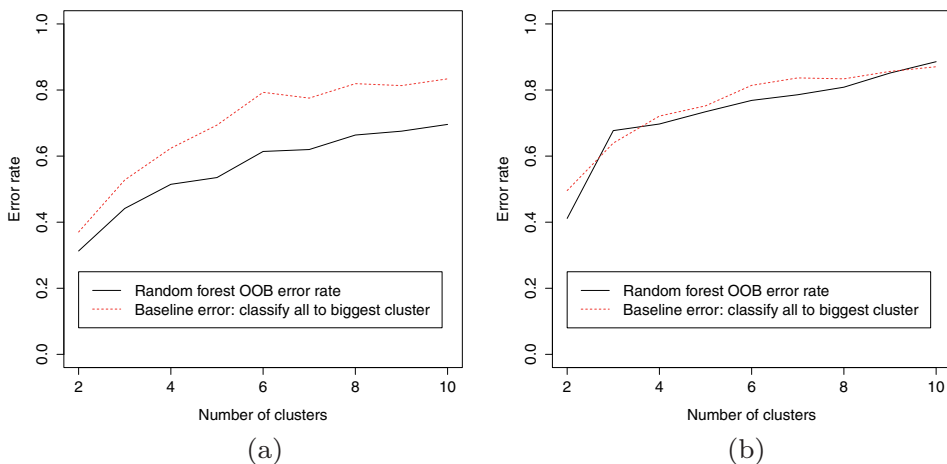 1.0
0.8
0.6
0.4
0.2
0.0
Error rate
Random forest OOB error rate
Baseline error: classify all to biggest cluster
2 4 6 8 10
Number of clusters
(a)
1.0
0.8
0.6
0.4
0.2
0.0
Error rate
Random forest OOB error rate
Baseline error: classify all to biggest cluster
2 4 6 8 10
Number of clusters
(b)